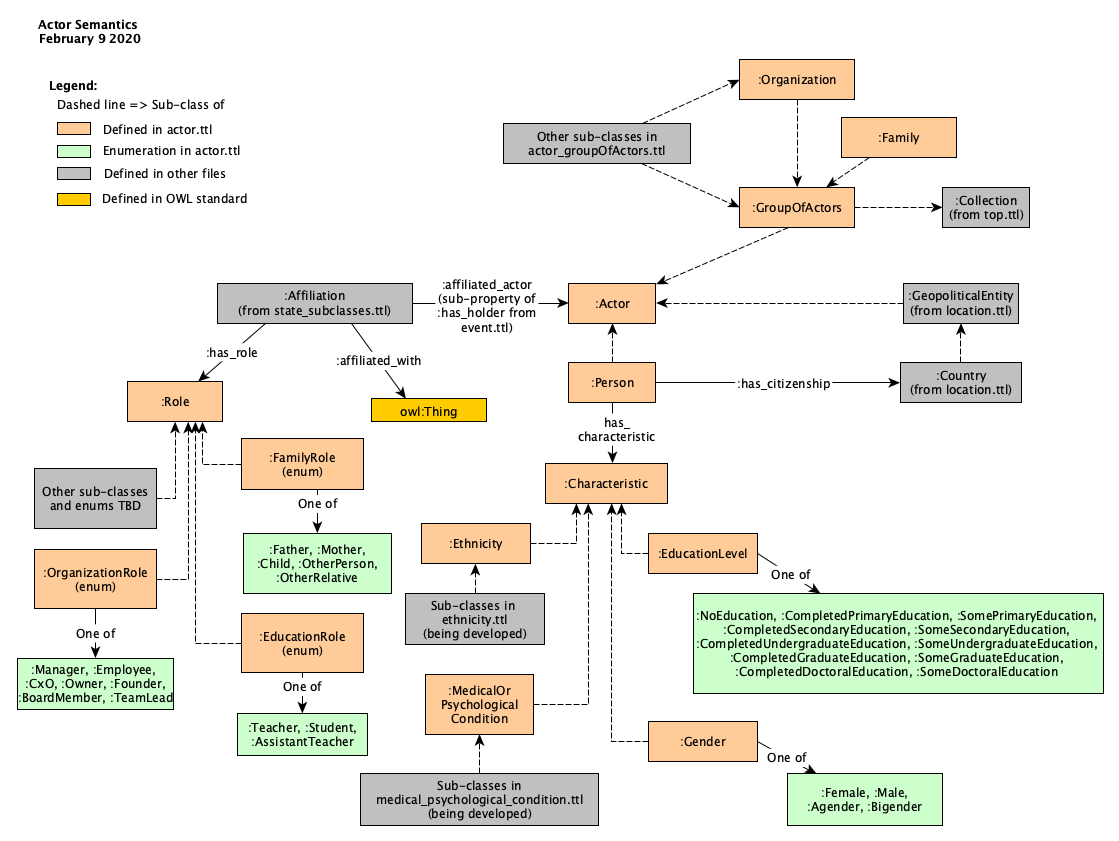 Actor Semantics
February 9 2020
Legend:
Dashed line => Sub-class of
Defined in actor.ttl
Enumeration in actor.ttl
Defined in other files
Defined in OWL standard
:Organization
Other sub-classes in
actor_groupOfActors.ttl
:Family
:GroupOfActors
:Collection
(from top.ttl)
:Affiliation
(from state_subclasses.ttl)
:affiliated_actor
(sub-property of
:has_holder from
event.ttl)
:Actor
:GeopoliticalEntity
(from location.ttl)
:has_role
:affiliated_with
:Role
owl:Thing
:Person
:has_citizenship
:Country
(from location.ttl)
has_
characteristic
:Characteristic
:FamilyRole
(enum)
One of
:Father, :Mother,
:Child, :OtherPerson,
:OtherRelative
Other sub-classes
and enums TBD
:OrganizationRole
(enum)
One of
:Manager, :Employee,
:CxO, :Owner, :Founder,
:BoardMember, :TeamLead
:EducationRole
(enum)
One of
:Teacher, :Student,
:AssistantTeacher
:Ethnicity
Sub-classes in
ethnicity.ttl
(being developed)
:EducationLevel
One of
:NoEducation, :CompletedPrimaryEducation, :SomePrimaryEducation,
:CompletedSecondaryEducation, :SomeSecondaryEducation,
:CompletedUndergraduateEducation, :SomeUndergraduateEducation,
:CompletedGraduateEducation, :SomeGraduateEducation,
:CompletedDoctoralEducation, :SomeDoctoralEducation
:MedicalOr
Psychological
Condition
Sub-classes in
medical_psychological_condition.ttl
(being developed)
:Gender
One of
:Female, :Male,
:Agender, :Bigender